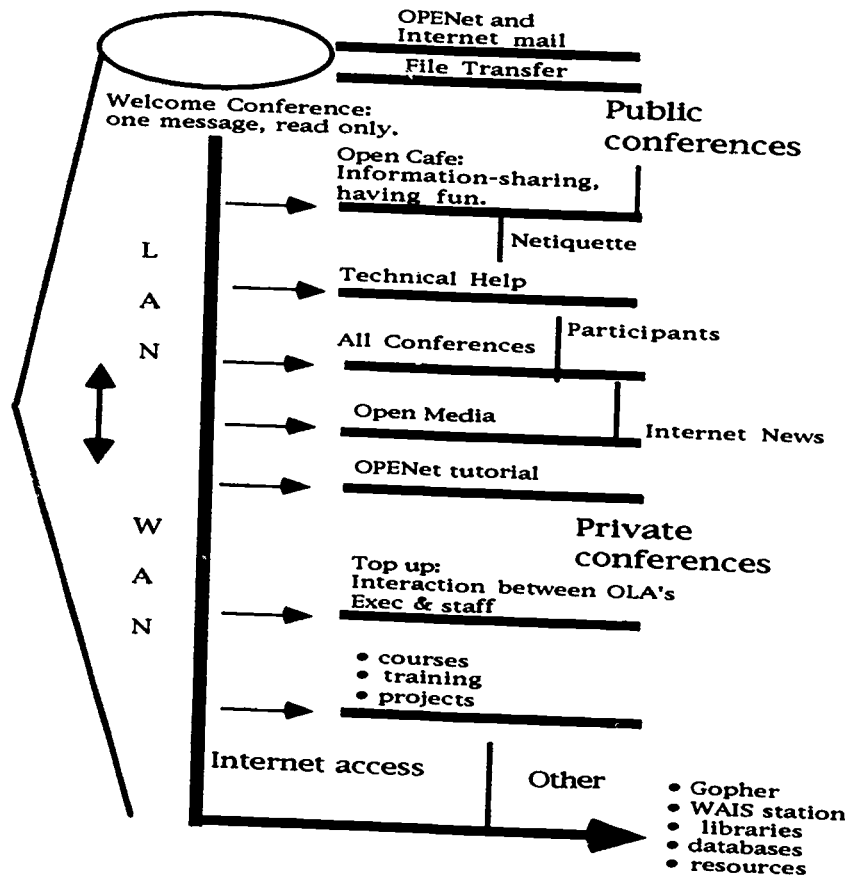 OPENet and
Internet mail
File Transfer
Welcome Conference:
one message, read only.
Public
conferences
Open Cafe:
Information-sharing,
having fun.
Netiquette
L
A
N
Technical Help
Participants
All Conferences
Open Media
Internet News
OPENet tutorial
W
A
N
Private
conferences
Top up:
Interaction between OLA's
Exec & staff
• courses
• training
• projects
Internet access
Other
• Gopher
• WAIS station
• libraries
• databases
• resources